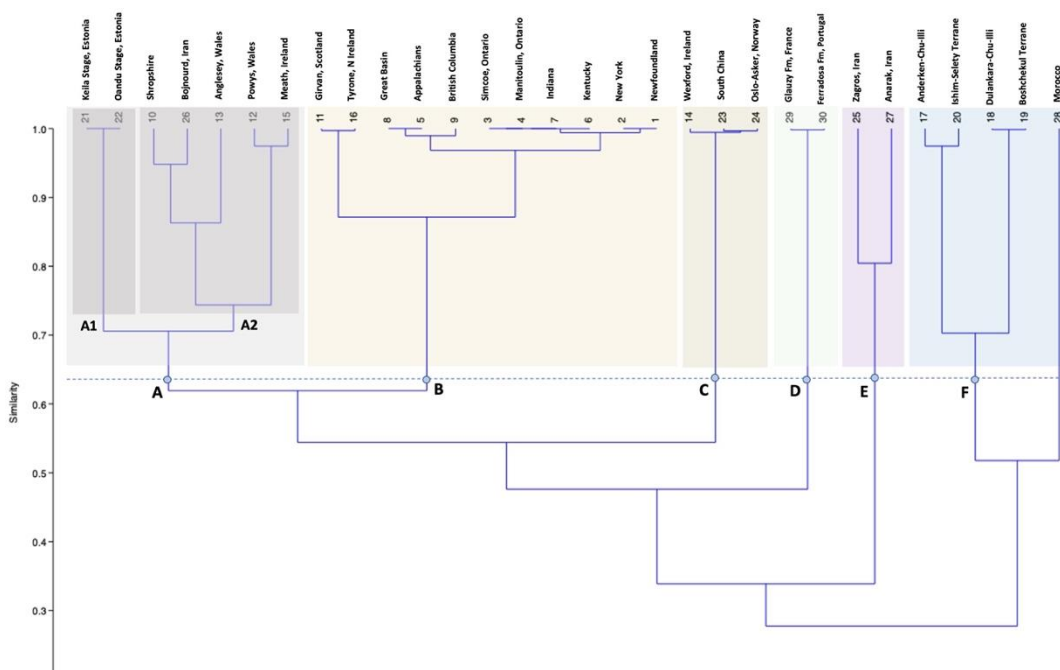 Keila Stage, Estonia
Oandu Stage, Estonia
Shropshire
Bojnourd, Iran
Anglesey, Wales
Powys, Wales
Meath, Ireland
Girvan, Scotland
Tyrone, N Ireland
Great Basin
Appalachians
British Columbia
Simcoe, Ontario
Manitoulin, Ontario
Indiana
Kentucky
New York
Newfoundland
Wexford, Ireland
South China
Oslo-Asker, Norway
Glauzy Fm, France
Ferradosa Fm, Portugal
Zagros, Iran
Anarak, Iran
Anderken-Chu-Illi
Ishim-Selety Terrane
Dulankara-Chu-Illi
Boshchekul Terrane
Morocco
21 22 10 26 13 12 15 11 16 8 5 9 3 4 7 6 2 1 14 23 24 29 30 25 27 17 20 18 19 28
1.0
0.9
0.8
0.7
A1 A2
A B C D E F
0.6
Similarity
0.5
0.4
0.3